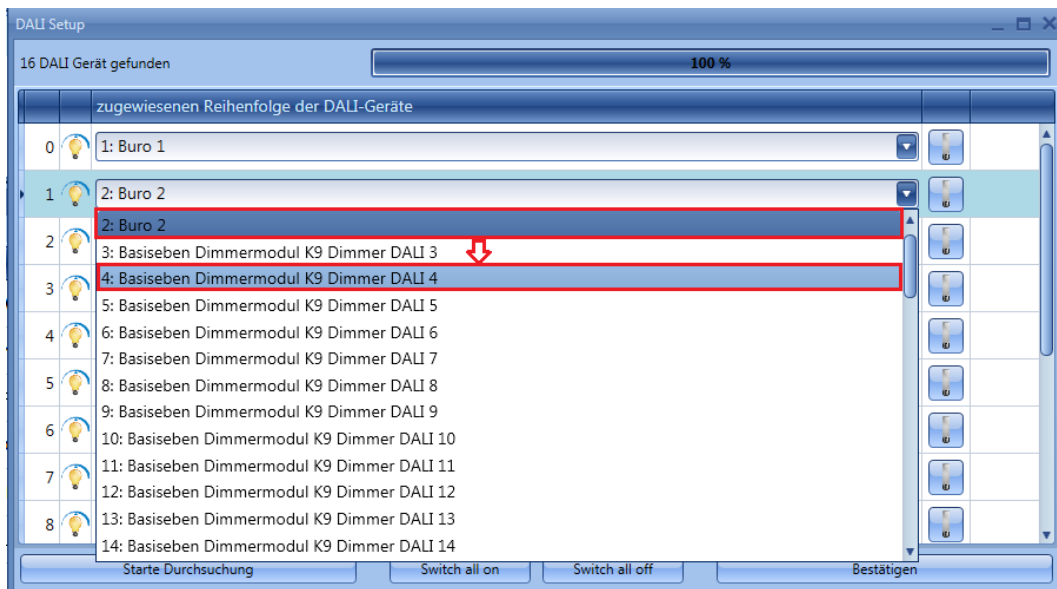 DALI Setup
16 DALI Gerät gefunden
100 %
zugewiesenen Reihenfolge der DALI-Geräte
0 1: Buro 1
1 2: Buro 2
2: Buro 2
2
3: Basiseben Dimmermodul K9 Dimmer DALI 3
4: Basiseben Dimmermodul K9 Dimmer DALI 4
3
5: Basiseben Dimmermodul K9 Dimmer DALI 5
4 6: Basiseben Dimmermodul K9 Dimmer DALI 6
7: Basiseben Dimmermodul K9 Dimmer DALI 7
5 8: Basiseben Dimmermodul K9 Dimmer DALI 8
9: Basiseben Dimmermodul K9 Dimmer DALI 9
6 10: Basiseben Dimmermodul K9 Dimmer DALI 10
11: Basiseben Dimmermodul K9 Dimmer DALI 11
7
12: Basiseben Dimmermodul K9 Dimmer DALI 12
13: Basiseben Dimmermodul K9 Dimmer DALI 13
8
14: Basiseben Dimmermodul K9 Dimmer DALI 14
Starte Durchsuchung Switch all on Switch all off Bestätigen